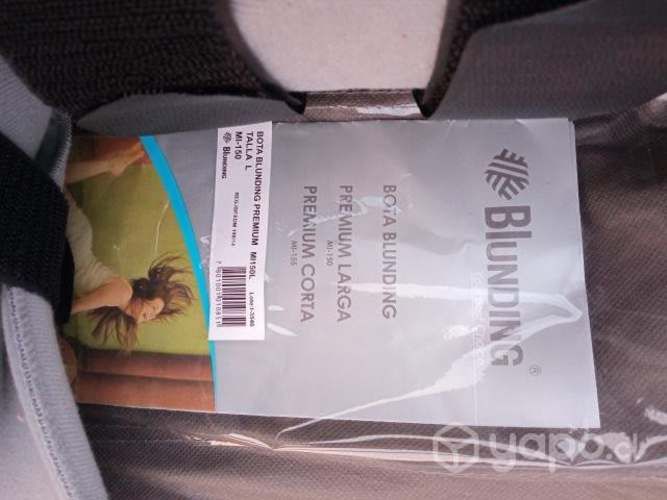 BLUNDING
®
BOTA BLUNDING
PREMIUM LARGA
MI-150
PREMIUM CORTA
MI-155
BOTA BLUNDING PREMIUM MI150L
TALLA L
MI-150
BLUNDING
yapo.cl